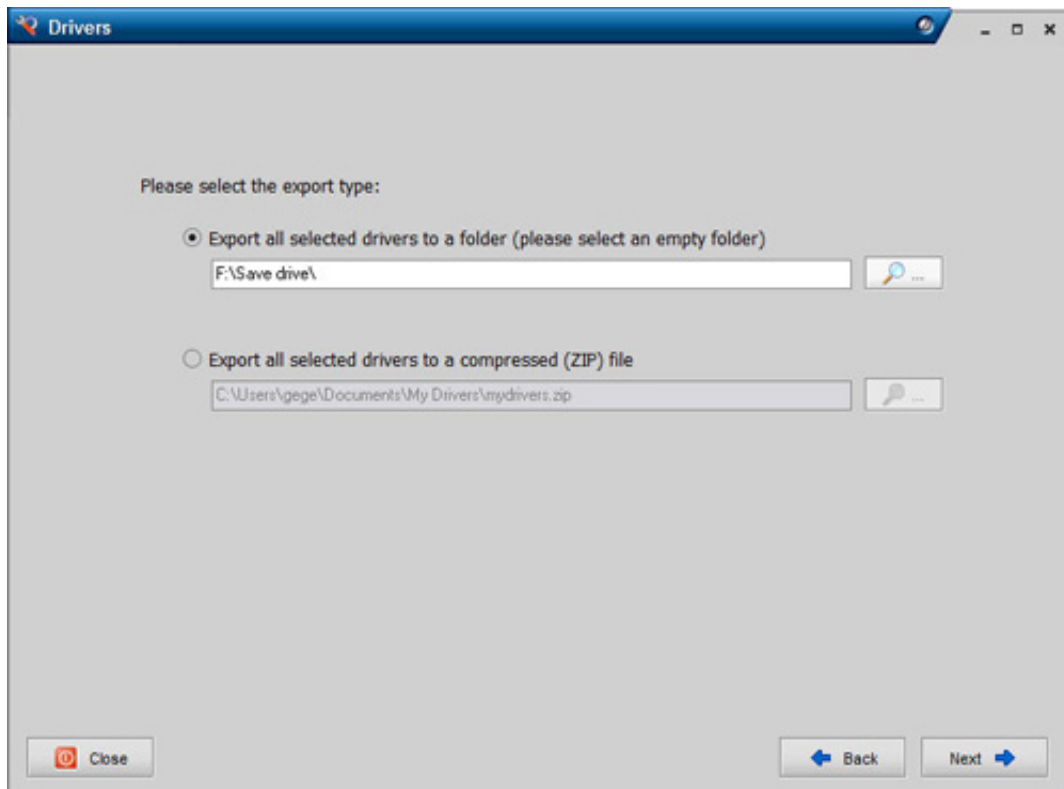 Drivers
Please select the export type:
Export all selected drivers to a folder (please select an empty folder)
F:\Save drive\
...
Export all selected drivers to a compressed (ZIP) file
C:\Users\gege\Documents\My Drivers\mydrivers.zip
...
Close
Back
Next